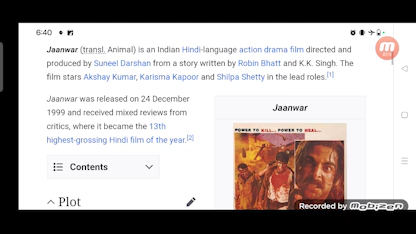 6:40
Jaanwar (transl. Animal) is an Indian Hindi-language action drama film directed and
produced by Suneel Darshan from a story written by Robin Bhatt and K.K. Singh. The
film stars Akshay Kumar, Karisma Kapoor and Shilpa Shetty in the lead roles.[1]
Jaanwar was released on 24 December
1999 and received mixed reviews from
critics, where it became the 13th
highest-grossing Hindi film of the year.[2]
Contents
Plot
Jaanwar
POWER TO KILL... POWER TO HEAL...
Recorded by Mobizen